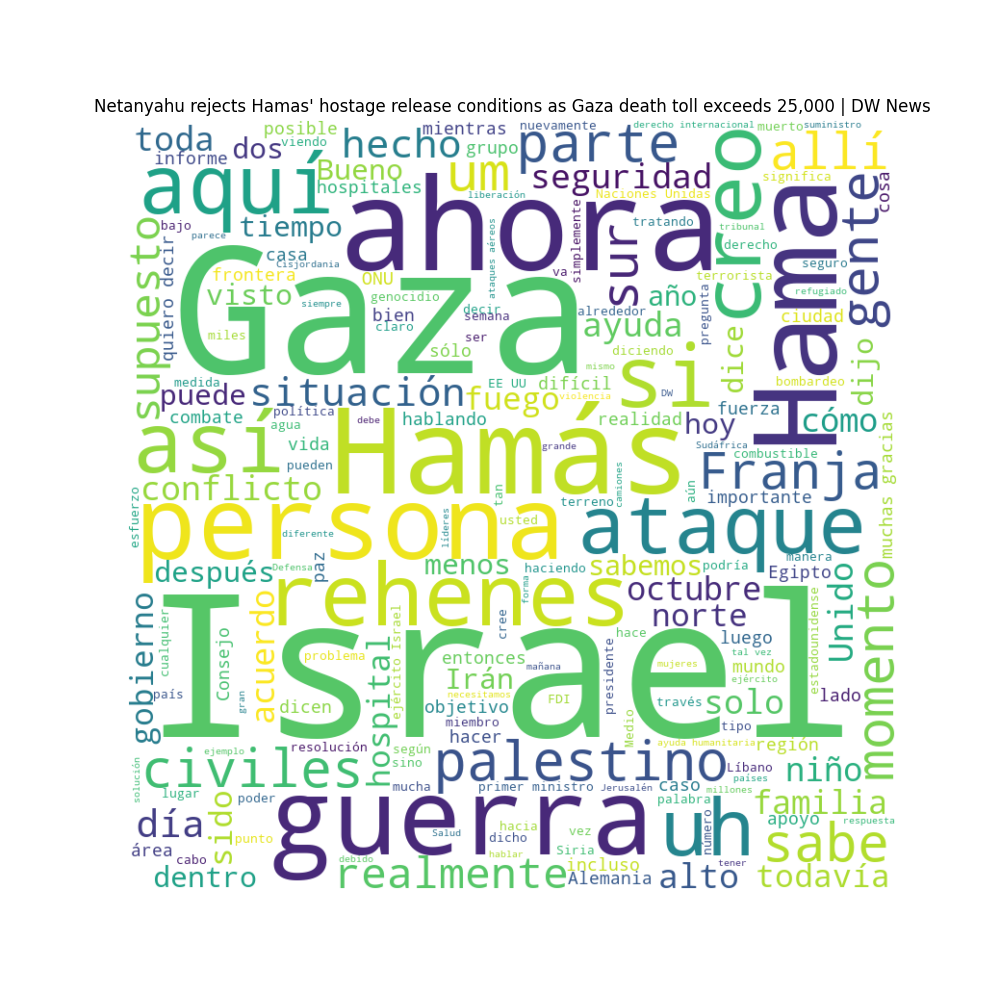 Netanyahu rejects Hamas' hostage release conditions as Gaza death toll exceeds 25,000 | DW News
toda
posible
viendo
mientras
nuevamente
derecho internacional
muerto
suministro
informe
dos
hecho
grupo
parte
creo
allí
significa
cosa
aquí
Bueno
hospitales
um
liberación
seguridad
Naciones Unidas
tribunal
Hama
gente
bajo
parece
tiempo
ahora
ataques aéreos
simplemente
tratando
derecho
supuesto
quiero decir
casa
Cisjordania
frontera
ONU
va
sur
terrorista
seguro
visto
siempre
Gaza
genocidio
decir
semana
alrededor
año
pregunta
refugiado
ciudad
miles
bien
claro
sólo
ser
ayuda
dice
dijo
medida
diciendo
mismo
bombardeo
puede
situación
fuego
EE UU
difícil
violencia
si
DW
combate
política
agua
debe
hablando
realidad
hoy
fuerza
cómo
así
vida
pueden
Hamás
grande
Sudáfrica
combustible
muchas gracias
conflicto
Franja
importante
esfuerzo
persona
diferente
líderes
tan
usted
terreno
camiones
aún
ataque
después
Defensa
paz
menos
haciendo
sabemos
podría
manera
Egipto
gobierno
cualquier
rehenes
forma
octubre
norte
Unido
momento
Consejo
acuerdo
problema
ejército Israel
entonces
cree
mañana
hace
presidente
luego
tal vez
mundo
estadounidense
país
gran
Israel
Irán
necesitamos
FDI
mujeres
ejército
lado
dicen
hospital
objetivo
miembro
hacer
Medio
través
solo
tipo
resolución
ayuda humanitaria
región
solución
ejemplo
civiles
según
sino
palestino
Líbano
países
niño
lugar
poder
mucha
primer ministro
Jerusalén
caso
palabra
millones
familia
día
sido
punto
guerra
Salud
dicho
hacia
vez
uh
número
apoyo
respuesta
área
cabo
hablar
Siria
sabe
dentro
debido
realmente
incluso
Alemania
alto
tener
todavía